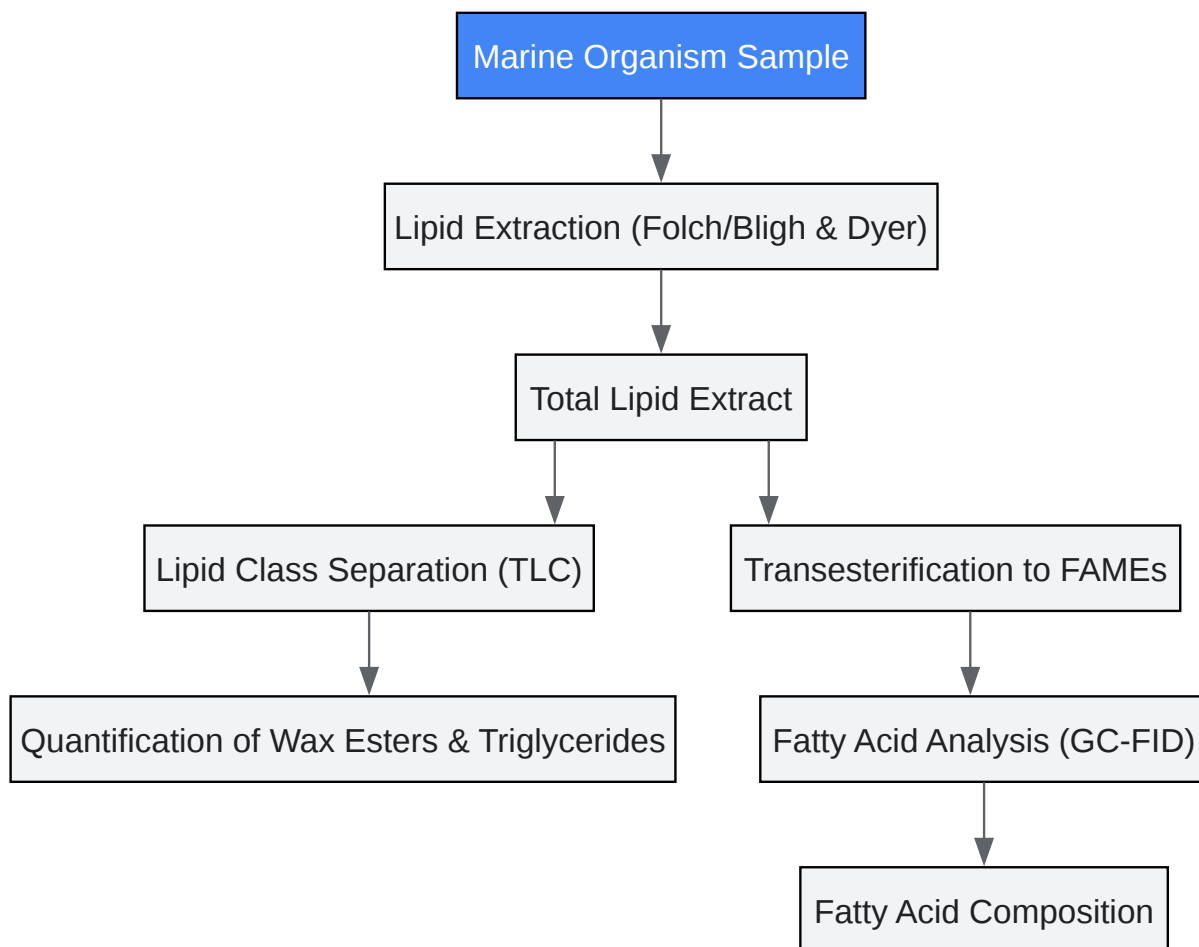 Marine Organism Sample
Lipid Extraction (Folch/Bligh & Dyer)
Total Lipid Extract
Lipid Class Separation (TLC)
Transesterification to FAMEs
Quantification of Wax Esters & Triglycerides
Fatty Acid Analysis (GC-FID)
Fatty Acid Composition